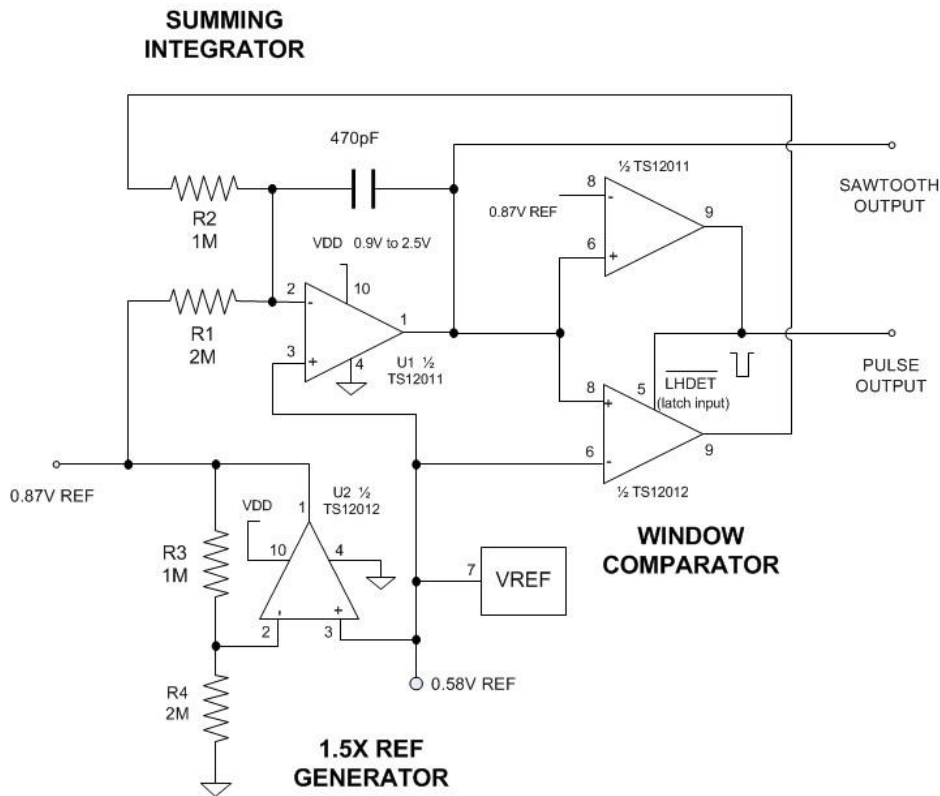 SUMMING
INTEGRATOR
470pF
½ TS12011
SAWTOOTH
OUTPUT
8
-
9
0.87V REF
6
+
R2
1M
VDD 0.9V to 2.5V
10
2
-
1
R1
2M
3
+
4
U1 ½
TS12011
PULSE
OUTPUT
5
LHDET
(latch input)
8
+
6
-
9
½ TS12012
0.87V REF
U2 ½
TS12012
1
VDD
10
4
R3
1M
-
+
2
3
WINDOW
COMPARATOR
7
VREF
0.58V REF
R4
2M
1.5X REF
GENERATOR